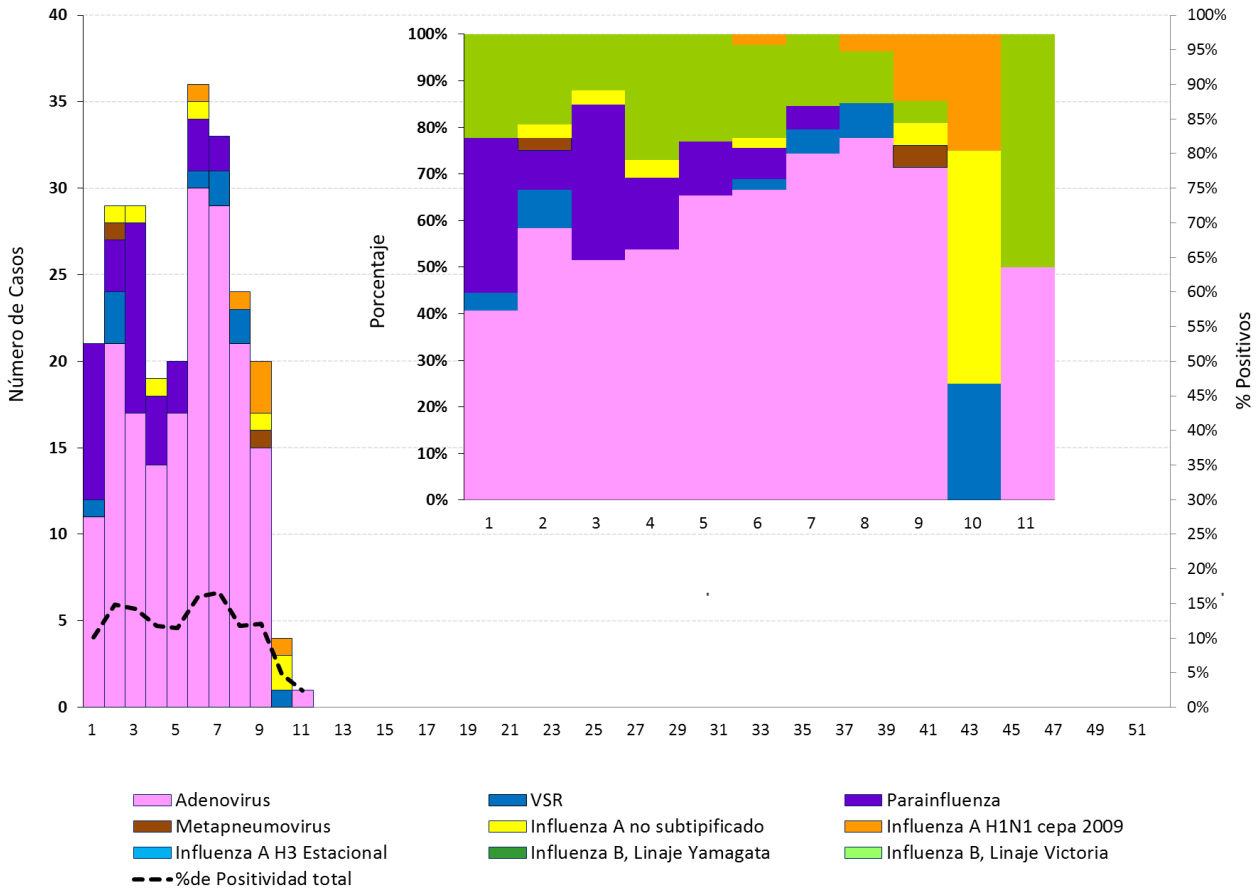 Número de Casos
40
35
30
25
20
15
10
5
0
Porcentaje
100%
90%
80%
70%
60%
50%
40%
30%
20%
10%
0%
1 2 3 4 5 6 7 8 9 10 11
% Positivos
100%
95%
90%
85%
80%
75%
70%
65%
60%
55%
50%
45%
40%
35%
30%
25%
20%
15%
10%
5%
0%
1 3 5 7 9 11 13 15 17 19 21 23 25 27 29 31 33 35 37 39 41 43 45 47 49 51
Adenovirus
VSR
Parainfluenza
Metapneumovirus
Influenza A no subtipificado
Influenza A H1N1 cepa 2009
Influenza A H3 Estacional
Influenza B, Linaje Yamagata
Influenza B, Linaje Victoria
%de Positividad total